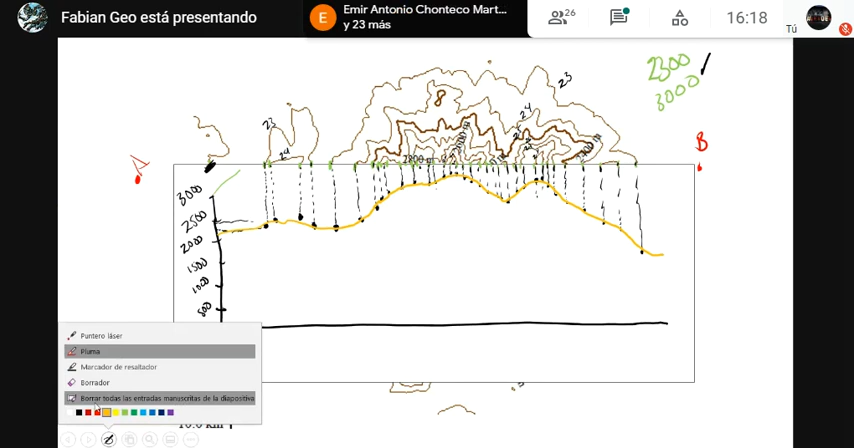 Fabian Geo está presentando
E
Emir Antonio Chonteco Mart...
y 23 más
26
16:18
Tú
2300
3000
23
8
24
23
24
A
B
3000
2500
2000
1500
1000
500
Puntero láser
Pluma
Marcador de resaltador
Borrador
Borrar todas las entradas manuscritas de la diapositiva